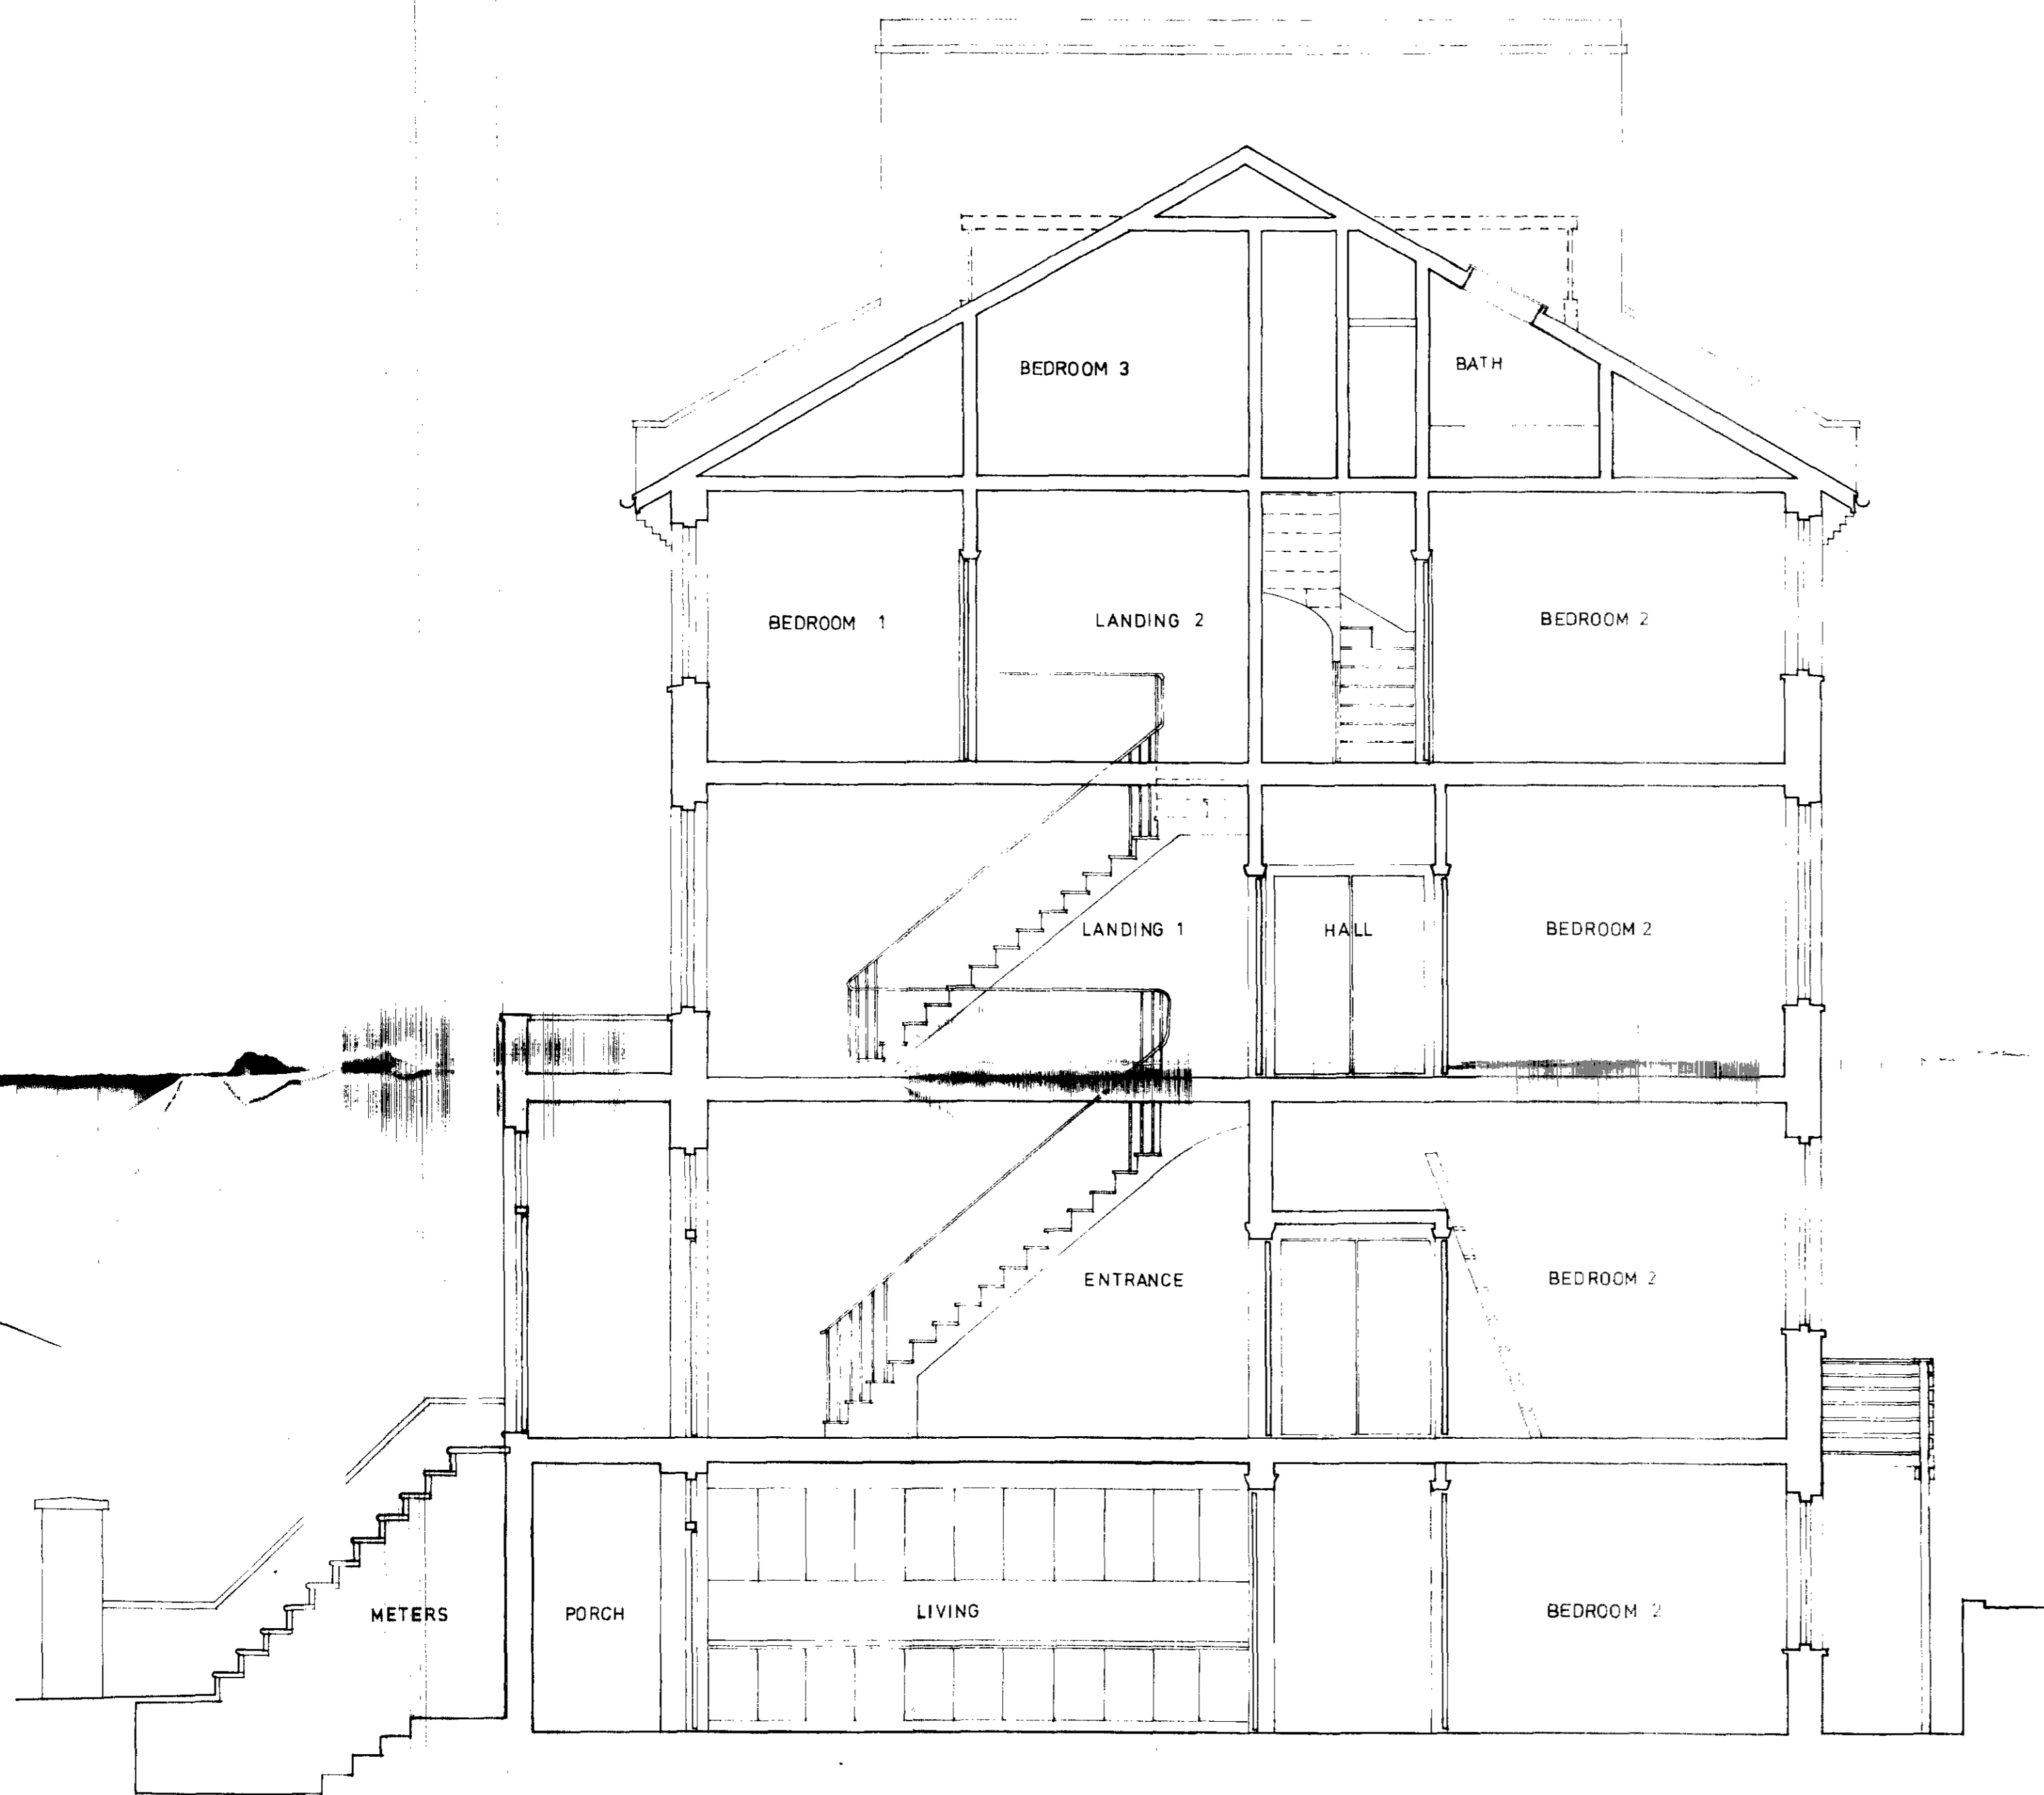 BEDROOM 3
BATH
BEDROOM 1
LANDING 2
BEDROOM 2
LANDING 1
HALL
BEDROOM 2
ENTRANCE
BEDROOM 2
METERS
PORCH
LIVING
BEDROOM 2